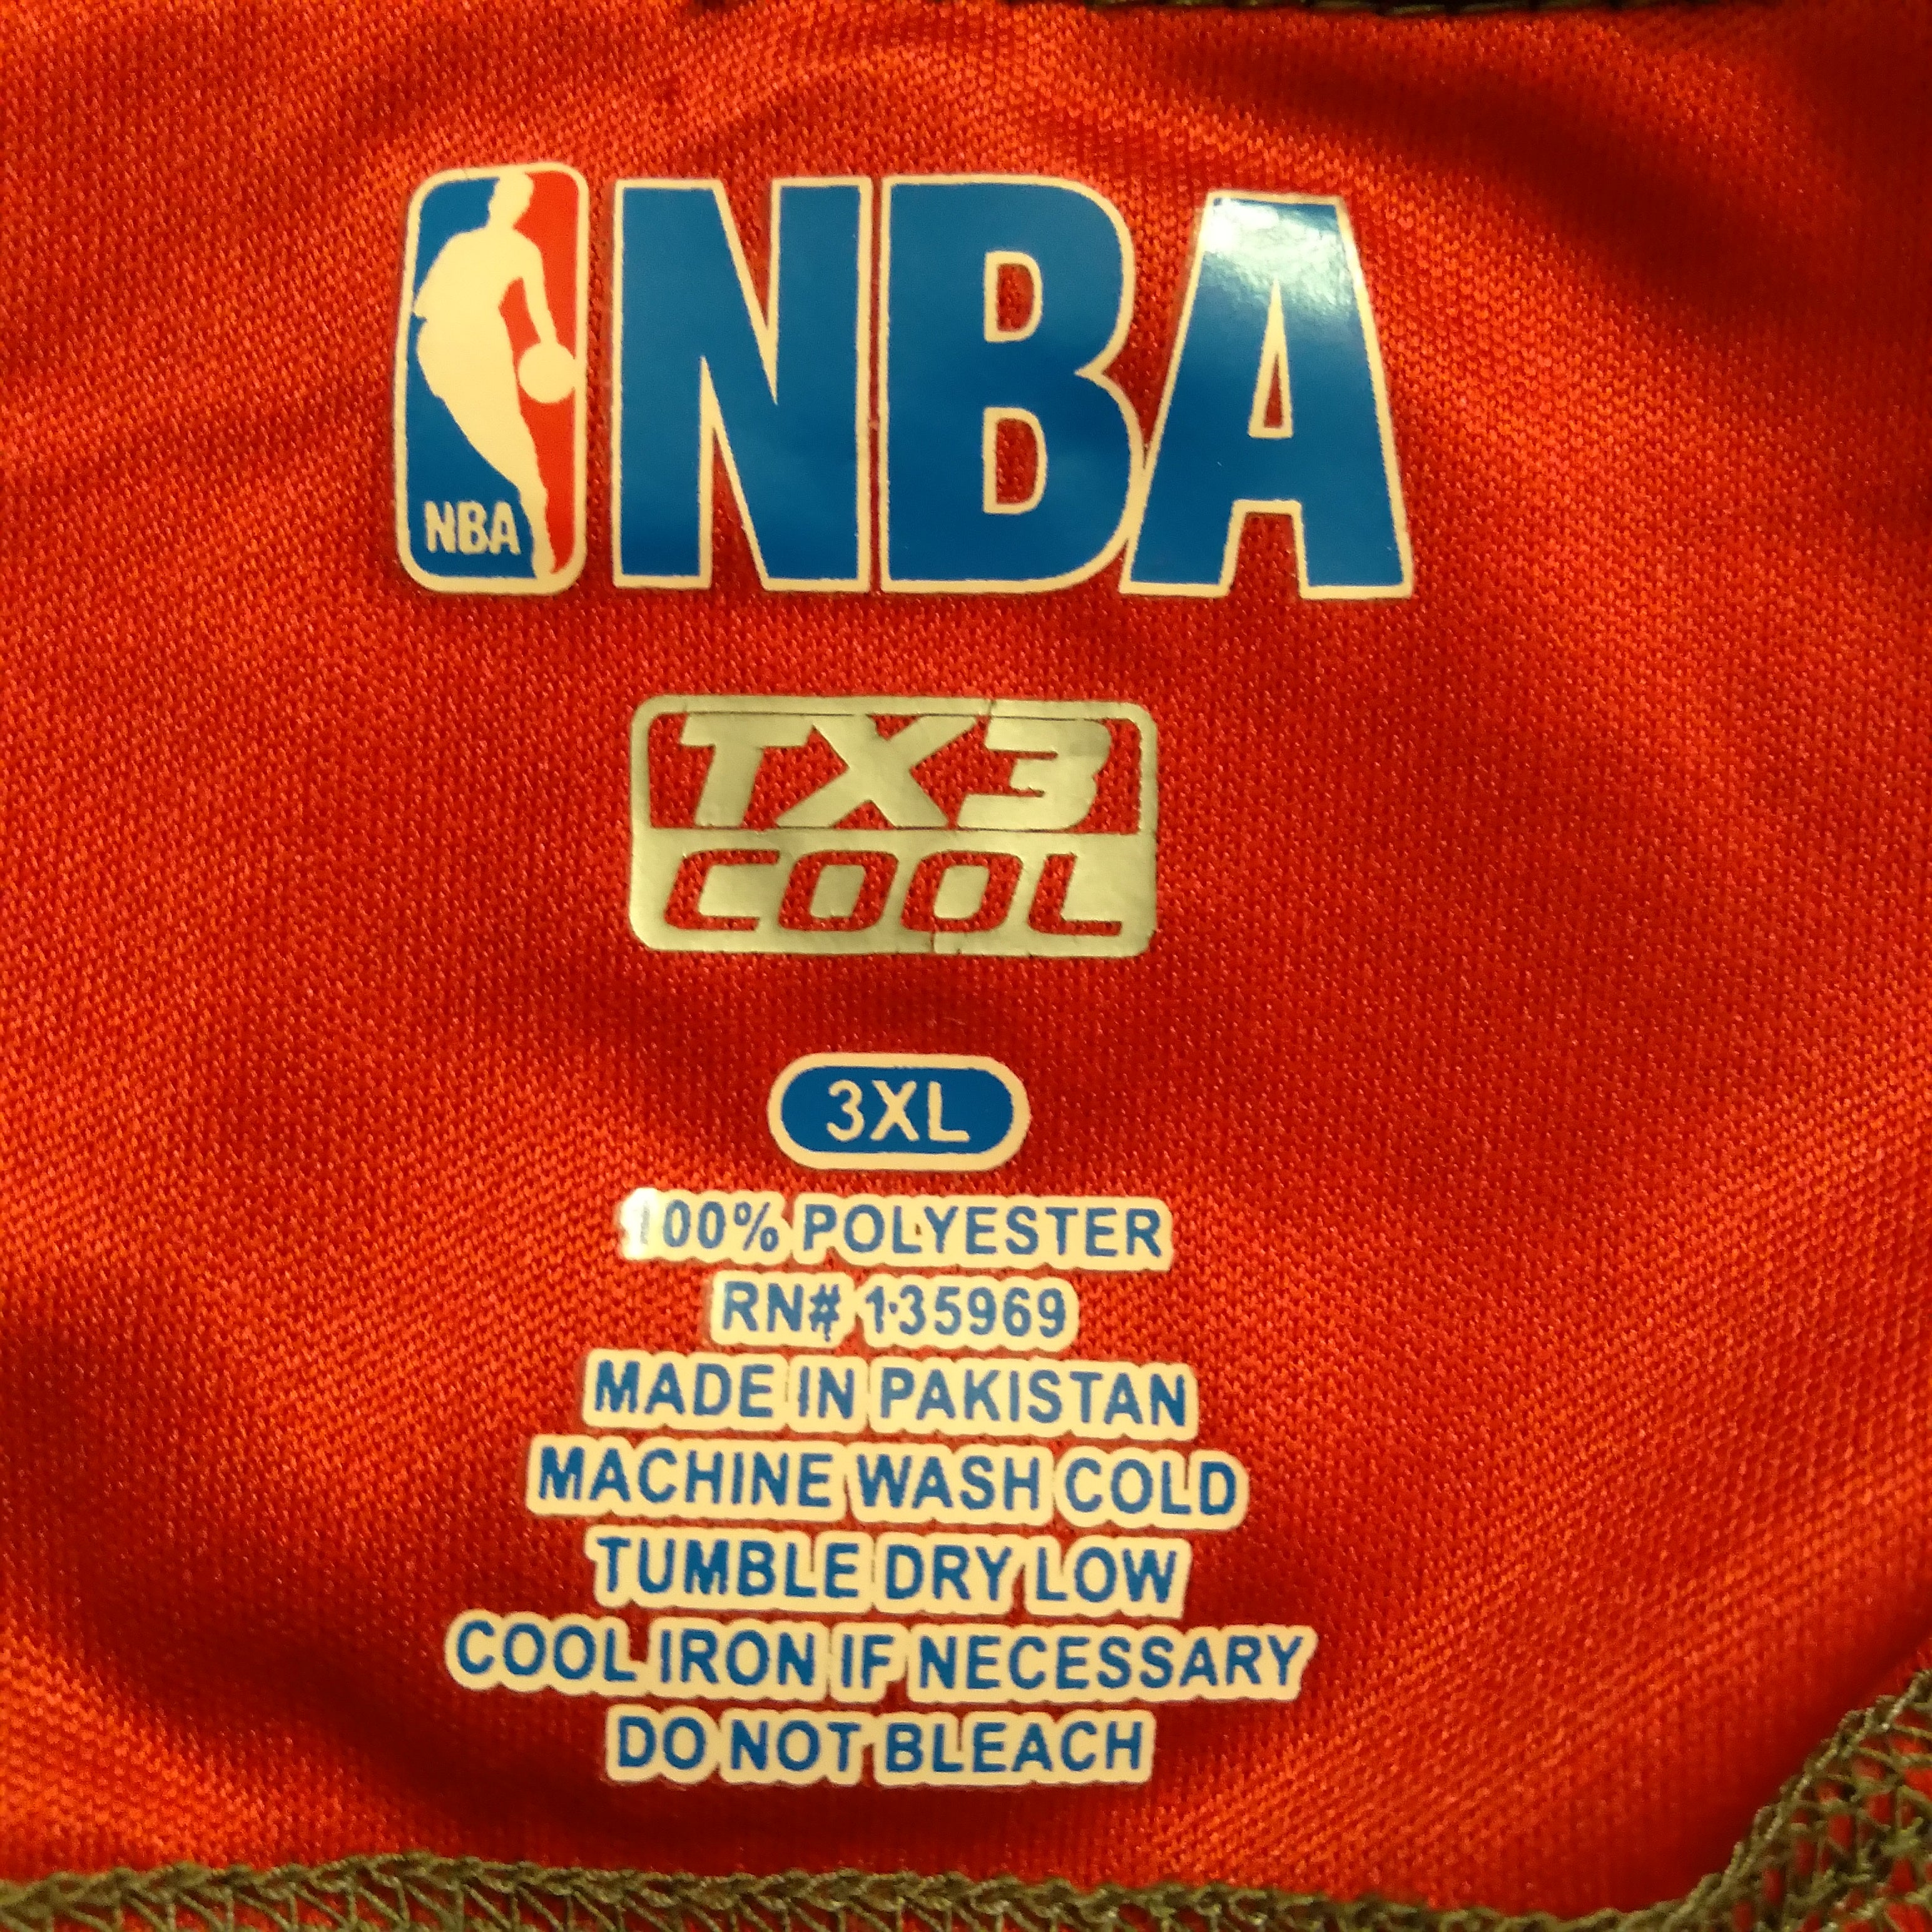 NBA NBA
TX3
COOL
3XL
100% POLYESTER
RN# 135969
MADE IN PAKISTAN
MACHINE WASH COLD
TUMBLE DRY LOW
COOL IRON IF NECESSARY
DO NOT BLEACH